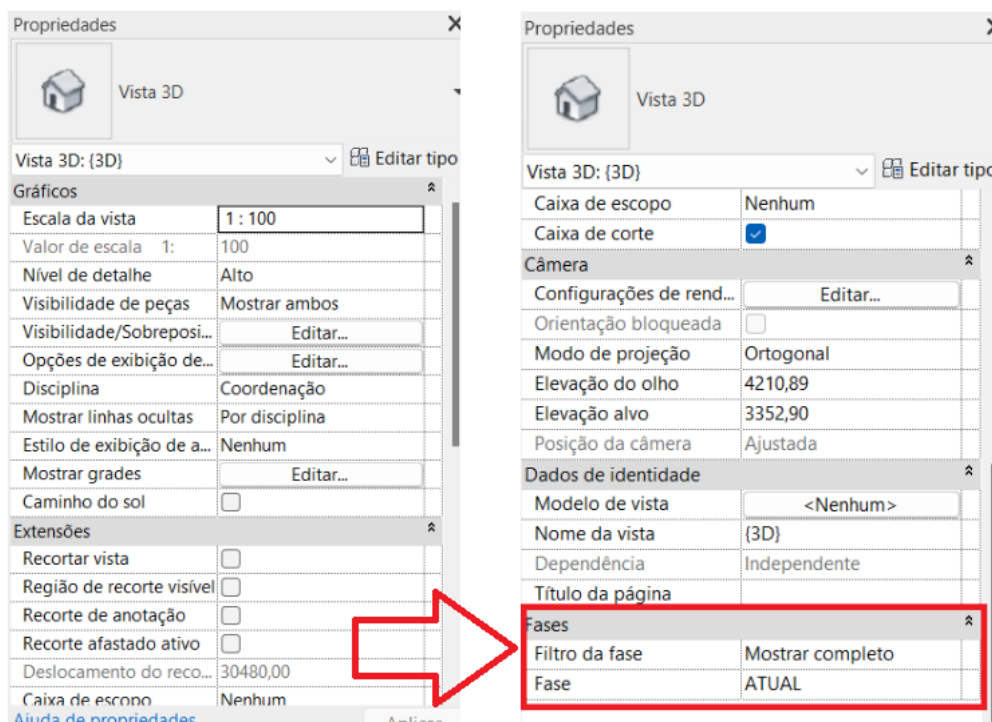 Propriedades
Vista 3D
Vista 3D: {3D} Editar tipo
Gráficos
Escala da vista 1 : 100
Valor de escala 1: 100
Nível de detalhe Alto
Visibilidade de peças Mostrar ambos
Visibilidade/Sobreposi... Editar...
Opções de exibição de... Editar...
Disciplina Coordenação
Mostrar linhas ocultas Por disciplina
Estilo de exibição de a... Nenhum
Mostrar grades Editar...
Caminho do sol
Extensões
Recortar vista
Região de recorte visível
Recorte de anotação
Recorte afastado ativo
Deslocamento do reco... 30480,00
Caixa de escopo Nenhum
Ajuda de propriedades Aplicar
Propriedades
Vista 3D
Vista 3D: {3D} Editar tipo
Caixa de escopo Nenhum
Caixa de corte
Câmera
Configurações de rend... Editar...
Orientação bloqueada
Modo de projeção Ortogonal
Elevação do olho 4210,89
Elevação alvo 3352,90
Posição da câmera Ajustada
Dados de identidade
Modelo de vista <Nenhum>
Nome da vista {3D}
Dependência Independente
Título da página
Fases
Filtro da fase Mostrar completo
Fase ATUAL